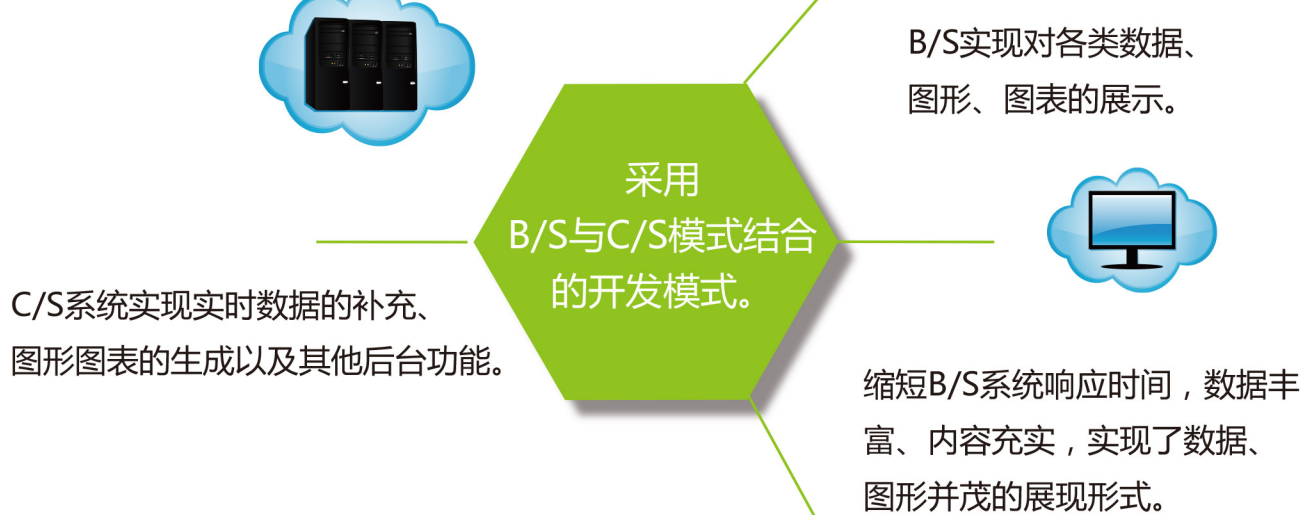 B/S实现对各类数据、
图形、图表的展示。
采用
B/S与C/S模式结合
的开发模式。
C/S系统实现实时数据的补充、
图形图表的生成以及其他后台功能。
缩短B/S系统响应时间，数据丰
富、内容充实，实现了数据、
图形并茂的展现形式。